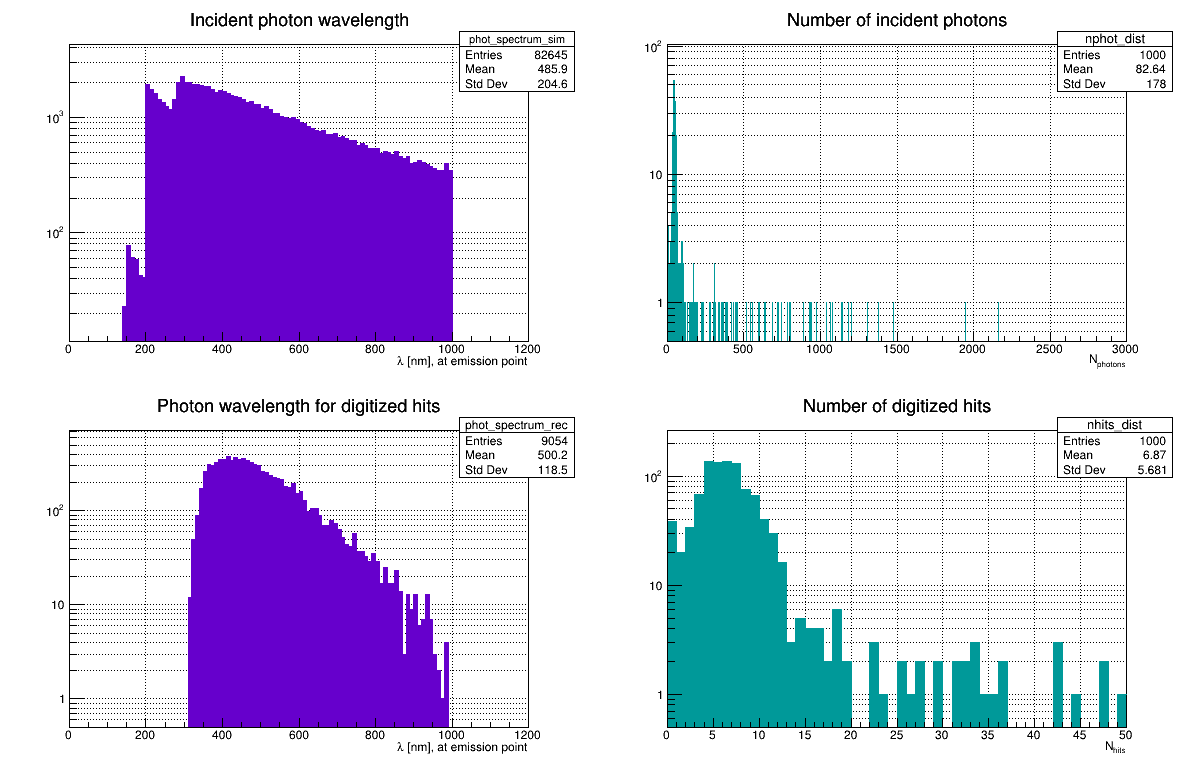 Incident photon wavelength
phot_spectrum_sim
Entries 82645
Mean 485.9
Std Dev 204.6
10³
10²
0 200 400 600 800 1000 1200
λ [nm], at emission point
Number of incident photons
nphot_dist
Entries 1000
Mean 82.64
Std Dev 178
10²
10
1
0 500 1000 1500 2000 2500 3000
N_photons
Photon wavelength for digitized hits
phot_spectrum_rec
Entries 9054
Mean 500.2
Std Dev 118.5
10²
10
1
0 200 400 600 800 1000 1200
λ [nm], at emission point
Number of digitized hits
nhits_dist
Entries 1000
Mean 6.87
Std Dev 5.681
10²
10
1
0 5 10 15 20 25 30 35 40 45 50
N_hits